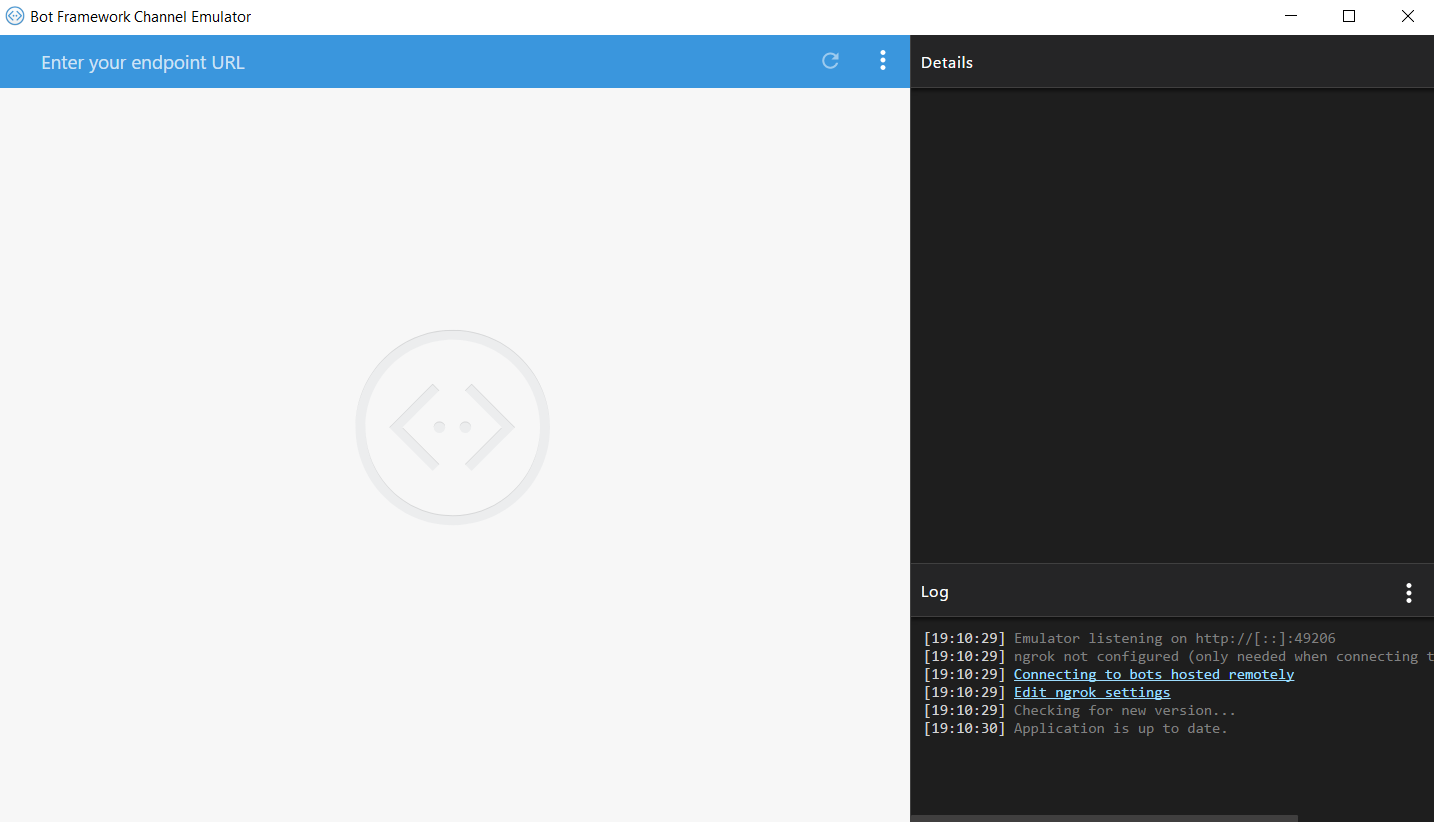 Bot Framework Channel Emulator
Enter your endpoint URL
Details
Log
[19:10:29] Emulator listening on http://[::]:49206
[19:10:29] ngrok not configured (only needed when connecting t
[19:10:29] Connecting to bots hosted remotely
[19:10:29] Edit ngrok settings
[19:10:29] Checking for new version...
[19:10:30] Application is up to date.